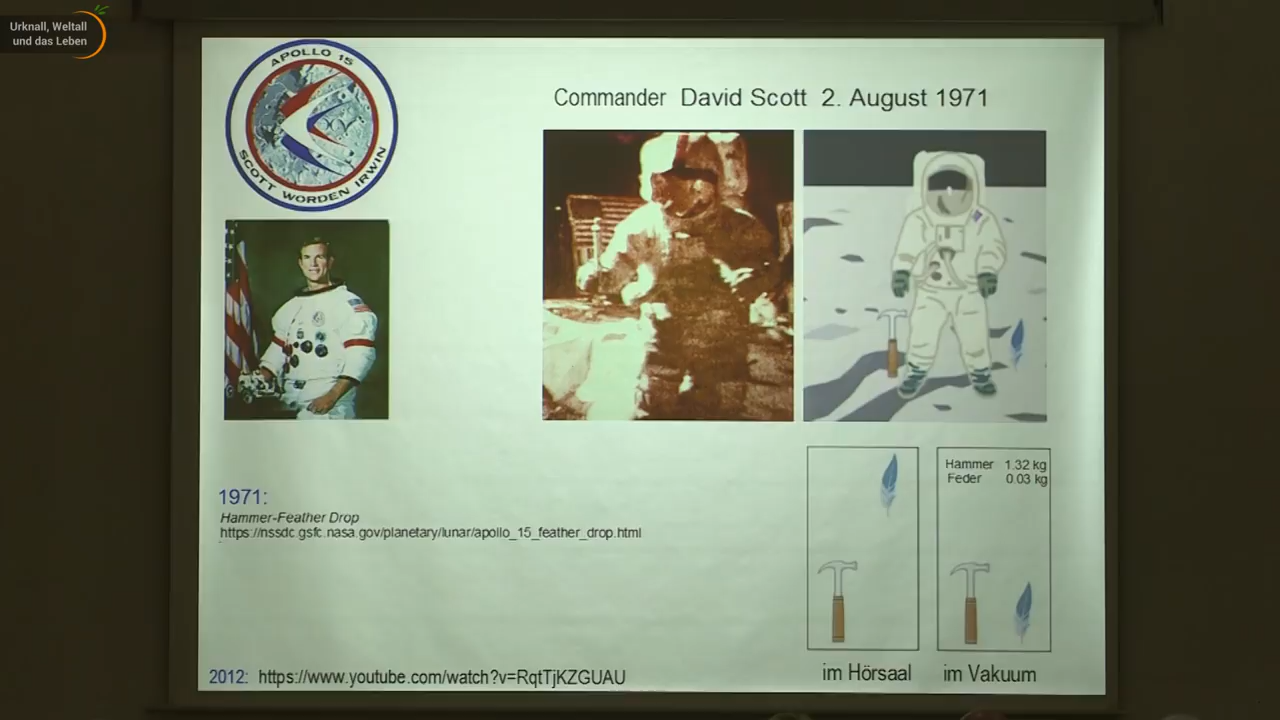 Urknall, Weltall
und das Leben
APOLLO 15
SCOTT WORDEN IRWIN
Commander David Scott 2. August 1971
Hammer 1.32 kg
Feder 0.03 kg
1971:
Hammer-Feather Drop
https://nssdc.gsfc.nasa.gov/planetary/lunar/apollo_15_feather_drop.html
im Hörsaal im Vakuum
2012: https://www.youtube.com/watch?v=RqtTjKZGUAU